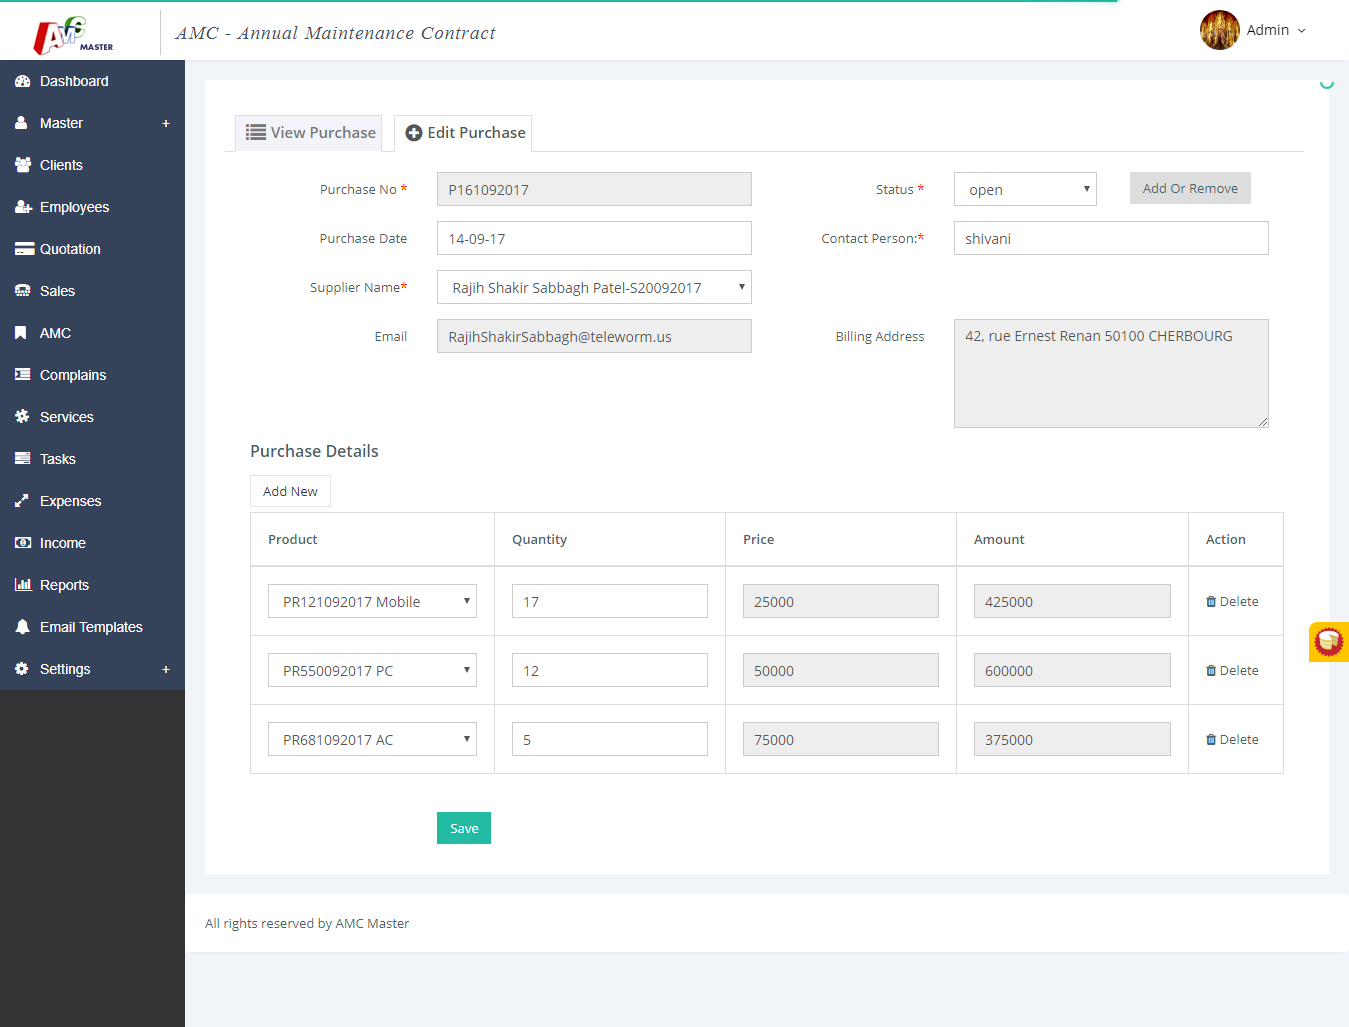 AMC MASTER
AMC - Annual Maintenance Contract
Admin
Dashboard
Master +
Clients
Employees
Quotation
Sales
AMC
Complains
Services
Tasks
Expenses
Income
Reports
Email Templates
Settings +
View Purchase
Edit Purchase
Purchase No * P161092017
Status * open
Add Or Remove
Purchase Date 14-09-17
Contact Person:* shivani
Supplier Name* Rajih Shakir Sabbagh Patel-S20092017
Email RajihShakirSabbagh@teleworm.us
Billing Address 42, rue Ernest Renan 50100 CHERBOURG
Purchase Details
Add New
Product Quantity Price Amount Action
PR121092017 Mobile 17 25000 425000 Delete
PR550092017 PC 12 50000 600000 Delete
PR681092017 AC 5 75000 375000 Delete
Save
All rights reserved by AMC Master